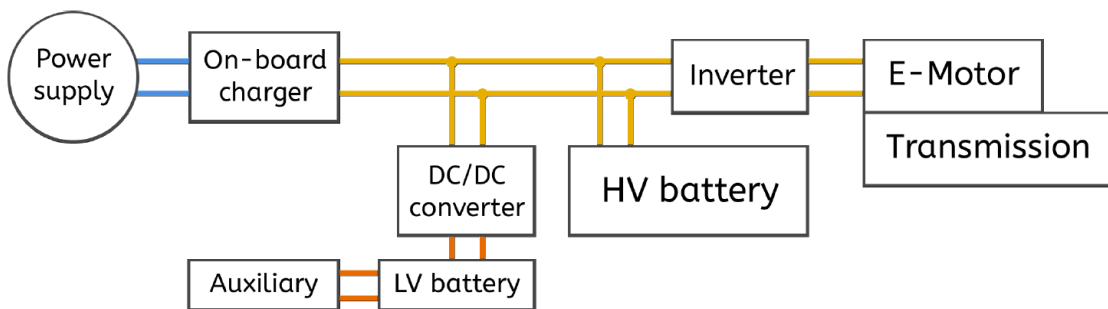 Power
supply
On-board
charger
Inverter
E-Motor
Transmission
DC/DC
converter
HV battery
Auxiliary
LV battery